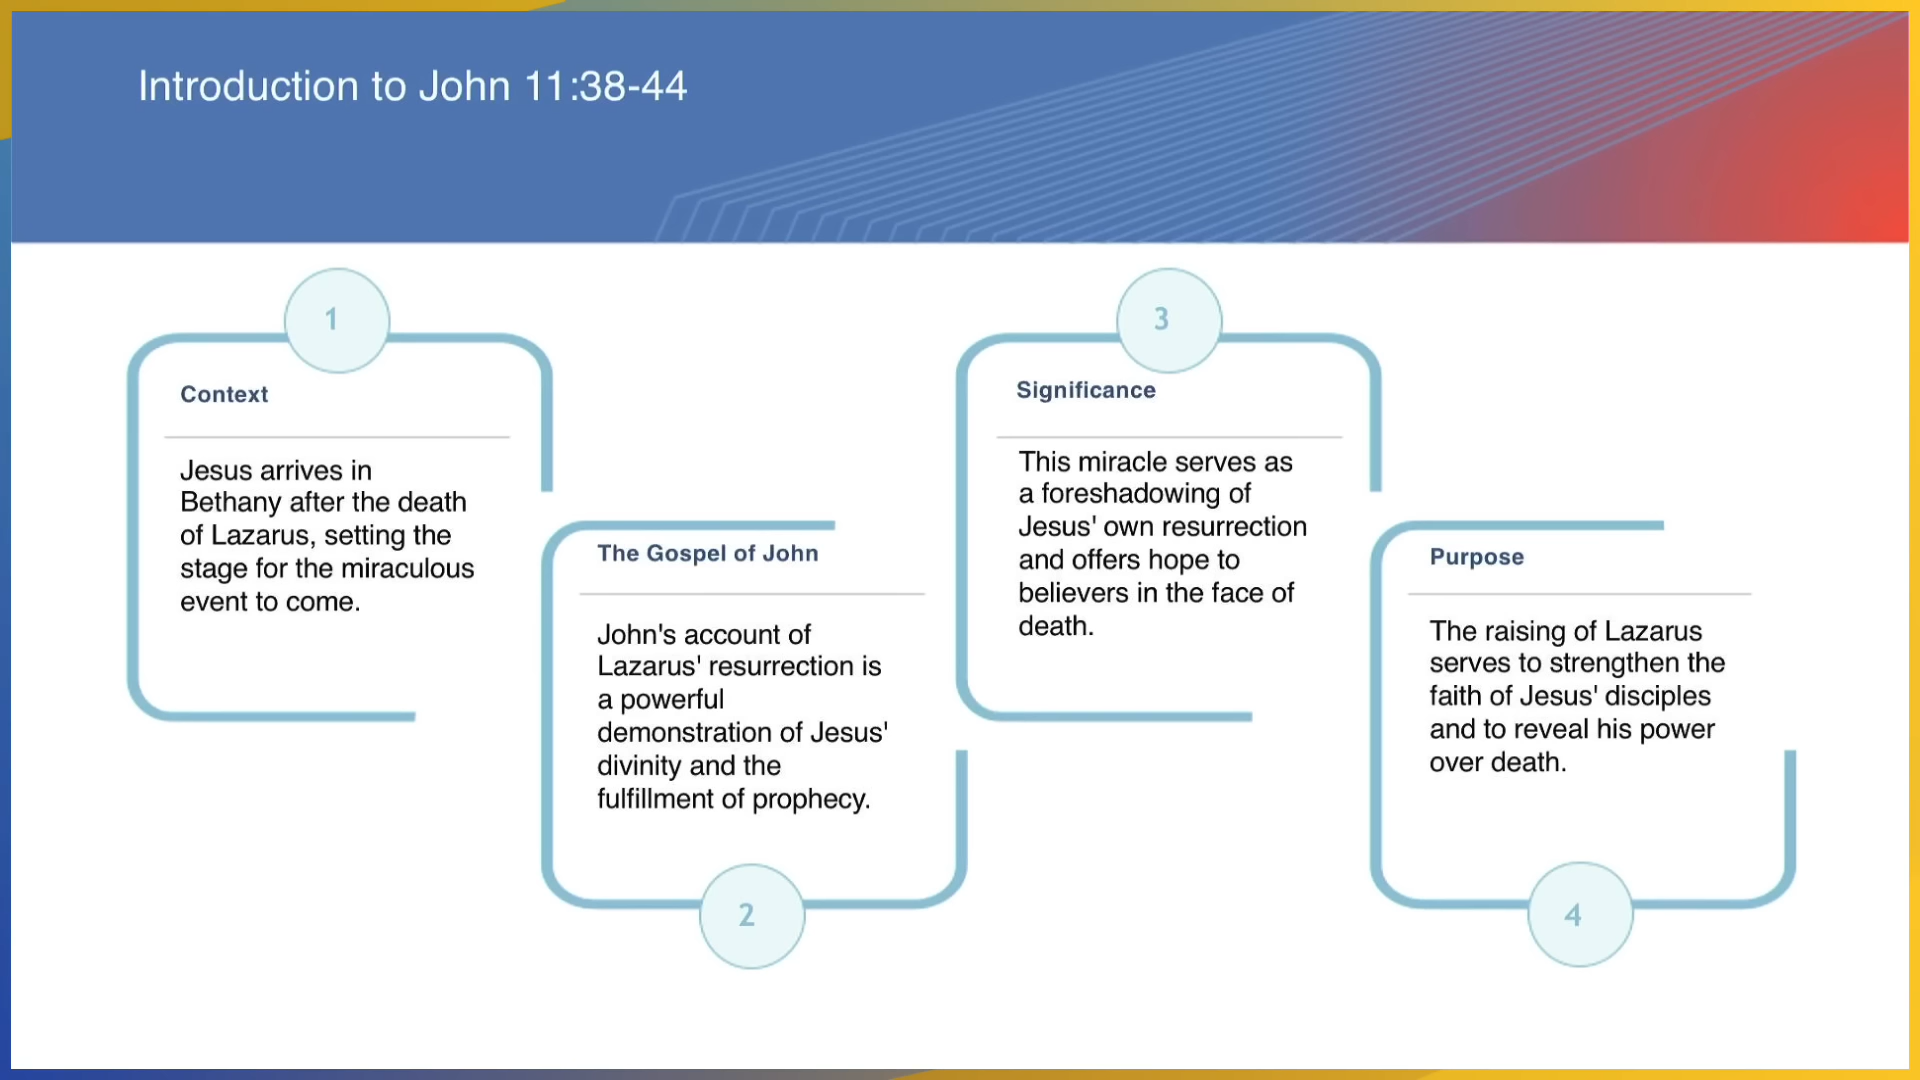 Introduction to John 11:38-44
1
Context
Jesus arrives in
Bethany after the death
of Lazarus, setting the
stage for the miraculous
event to come.
The Gospel of John
John's account of
Lazarus' resurrection is
a powerful
demonstration of Jesus'
divinity and the
fulfillment of prophecy.
2
3
Significance
This miracle serves as
a foreshadowing of
Jesus' own resurrection
and offers hope to
believers in the face of
death.
Purpose
The raising of Lazarus
serves to strengthen the
faith of Jesus' disciples
and to reveal his power
over death.
4